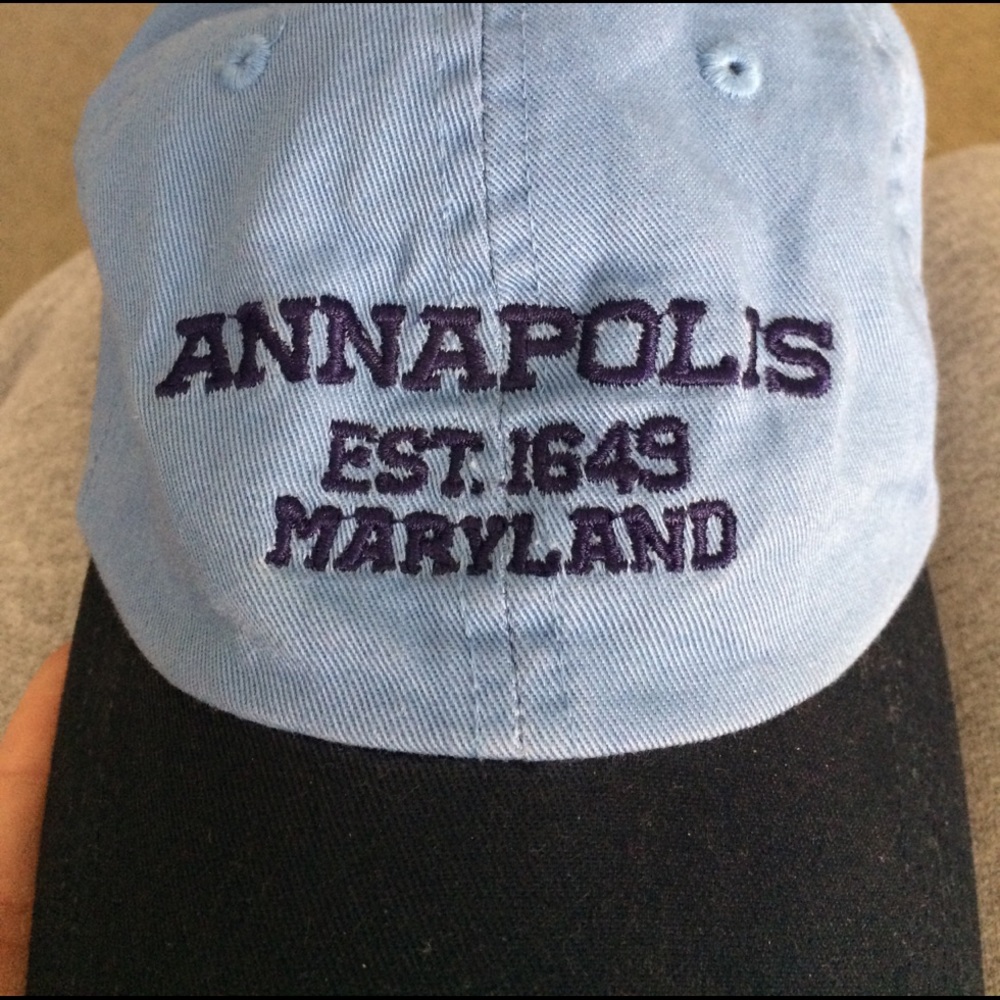 ANNAPOLIS
EST. 1649
MARYLAND